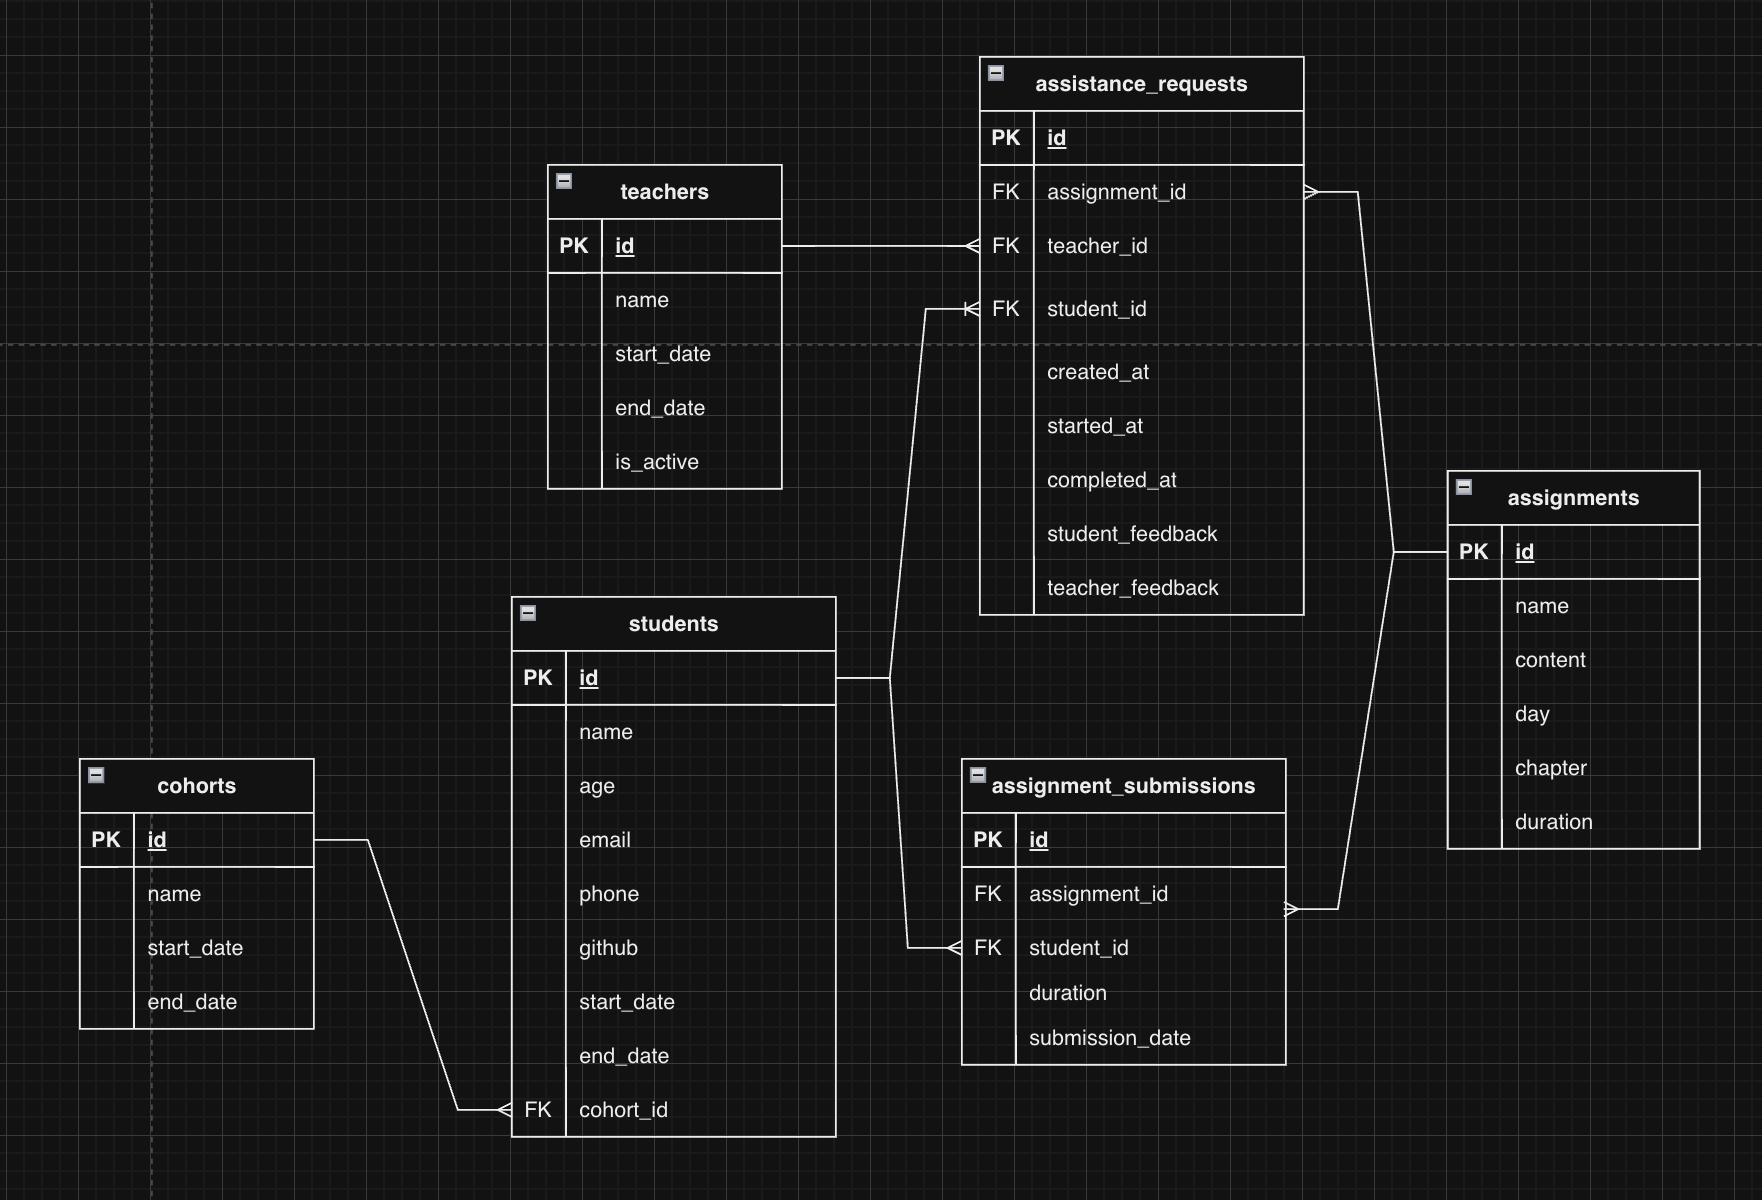 assistance_requests
PK id
FK assignment_id
FK teacher_id
FK student_id
created_at
started_at
completed_at
student_feedback
teacher_feedback
teachers
PK id
name
start_date
end_date
is_active
assignments
PK id
name
content
day
chapter
duration
students
PK id
name
age
email
phone
github
start_date
end_date
FK cohort_id
cohorts
PK id
name
start_date
end_date
assignment_submissions
PK id
FK assignment_id
FK student_id
duration
submission_date